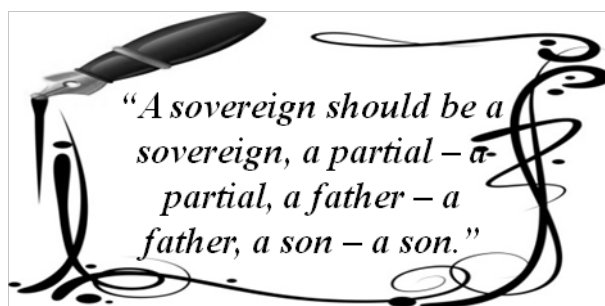 “A sovereign should be a
sovereign, a partial – a
partial, a father – a
father, a son – a son.”